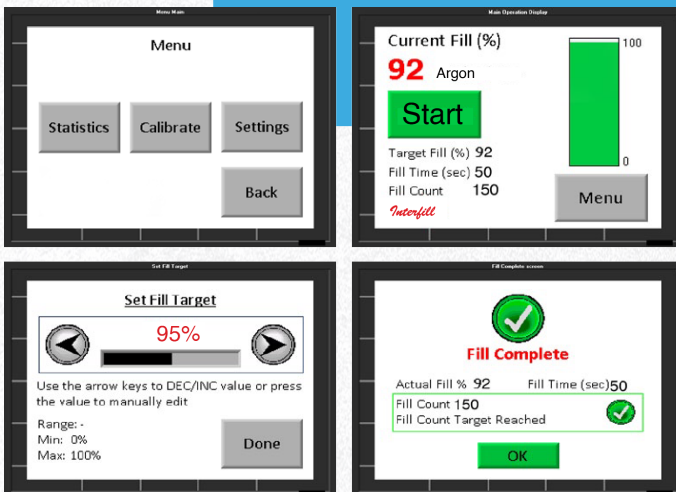 Menu Main
Menu
Statistics
Calibrate
Settings
Back
Main Operation Display
Current Fill (%)
92 Argon
100
Start
Target Fill (%) 92
Fill Time (sec) 50
0
Fill Count 150
Menu
Interfill
Set Fill Target
Set Fill Target
95%
Use the arrow keys to DEC/INC value or press
the value to manually edit
Range: -
Min: 0%
Max: 100%
Done
Fill Complete screen
Fill Complete
Actual Fill % 92 Fill Time (sec)50
Fill Count 150
Fill Count Target Reached
OK